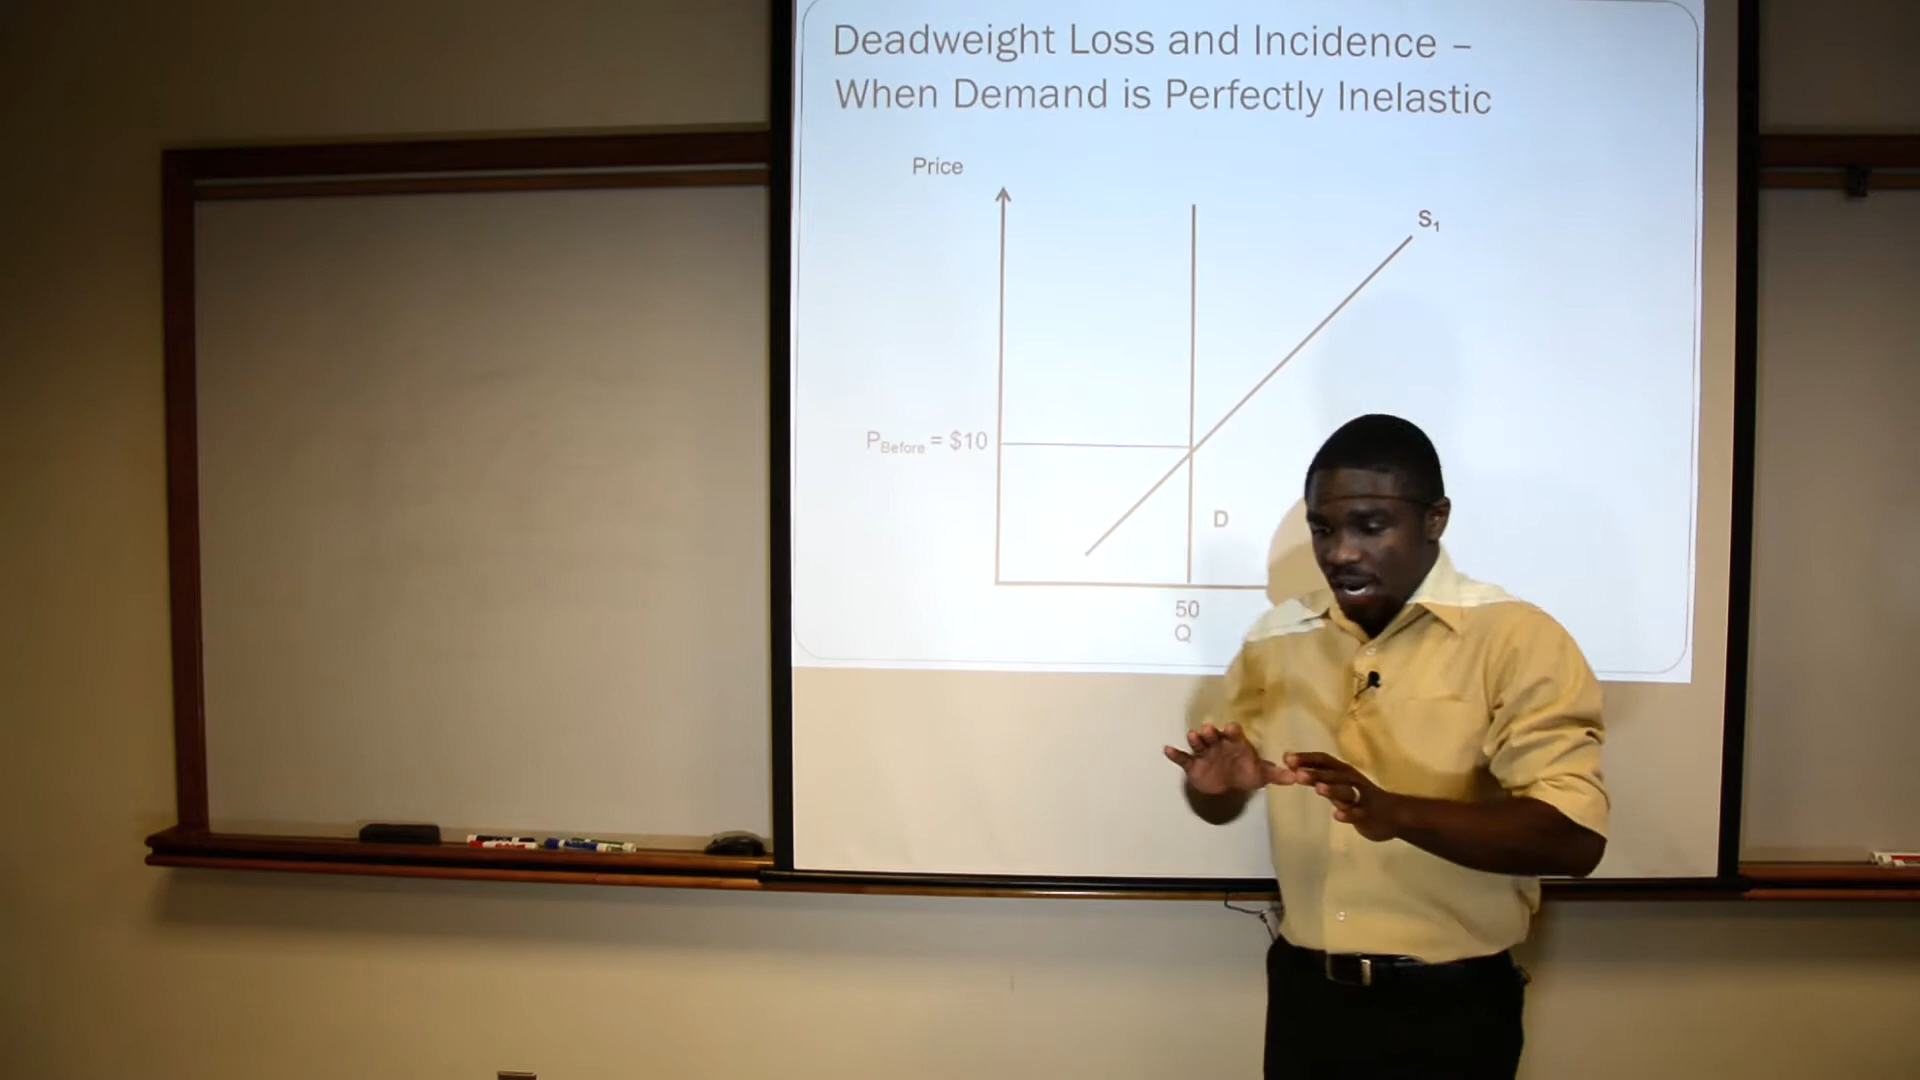 Deadweight Loss and Incidence –
When Demand is Perfectly Inelastic
Price
S1
PBefore = $10
D
50
Q